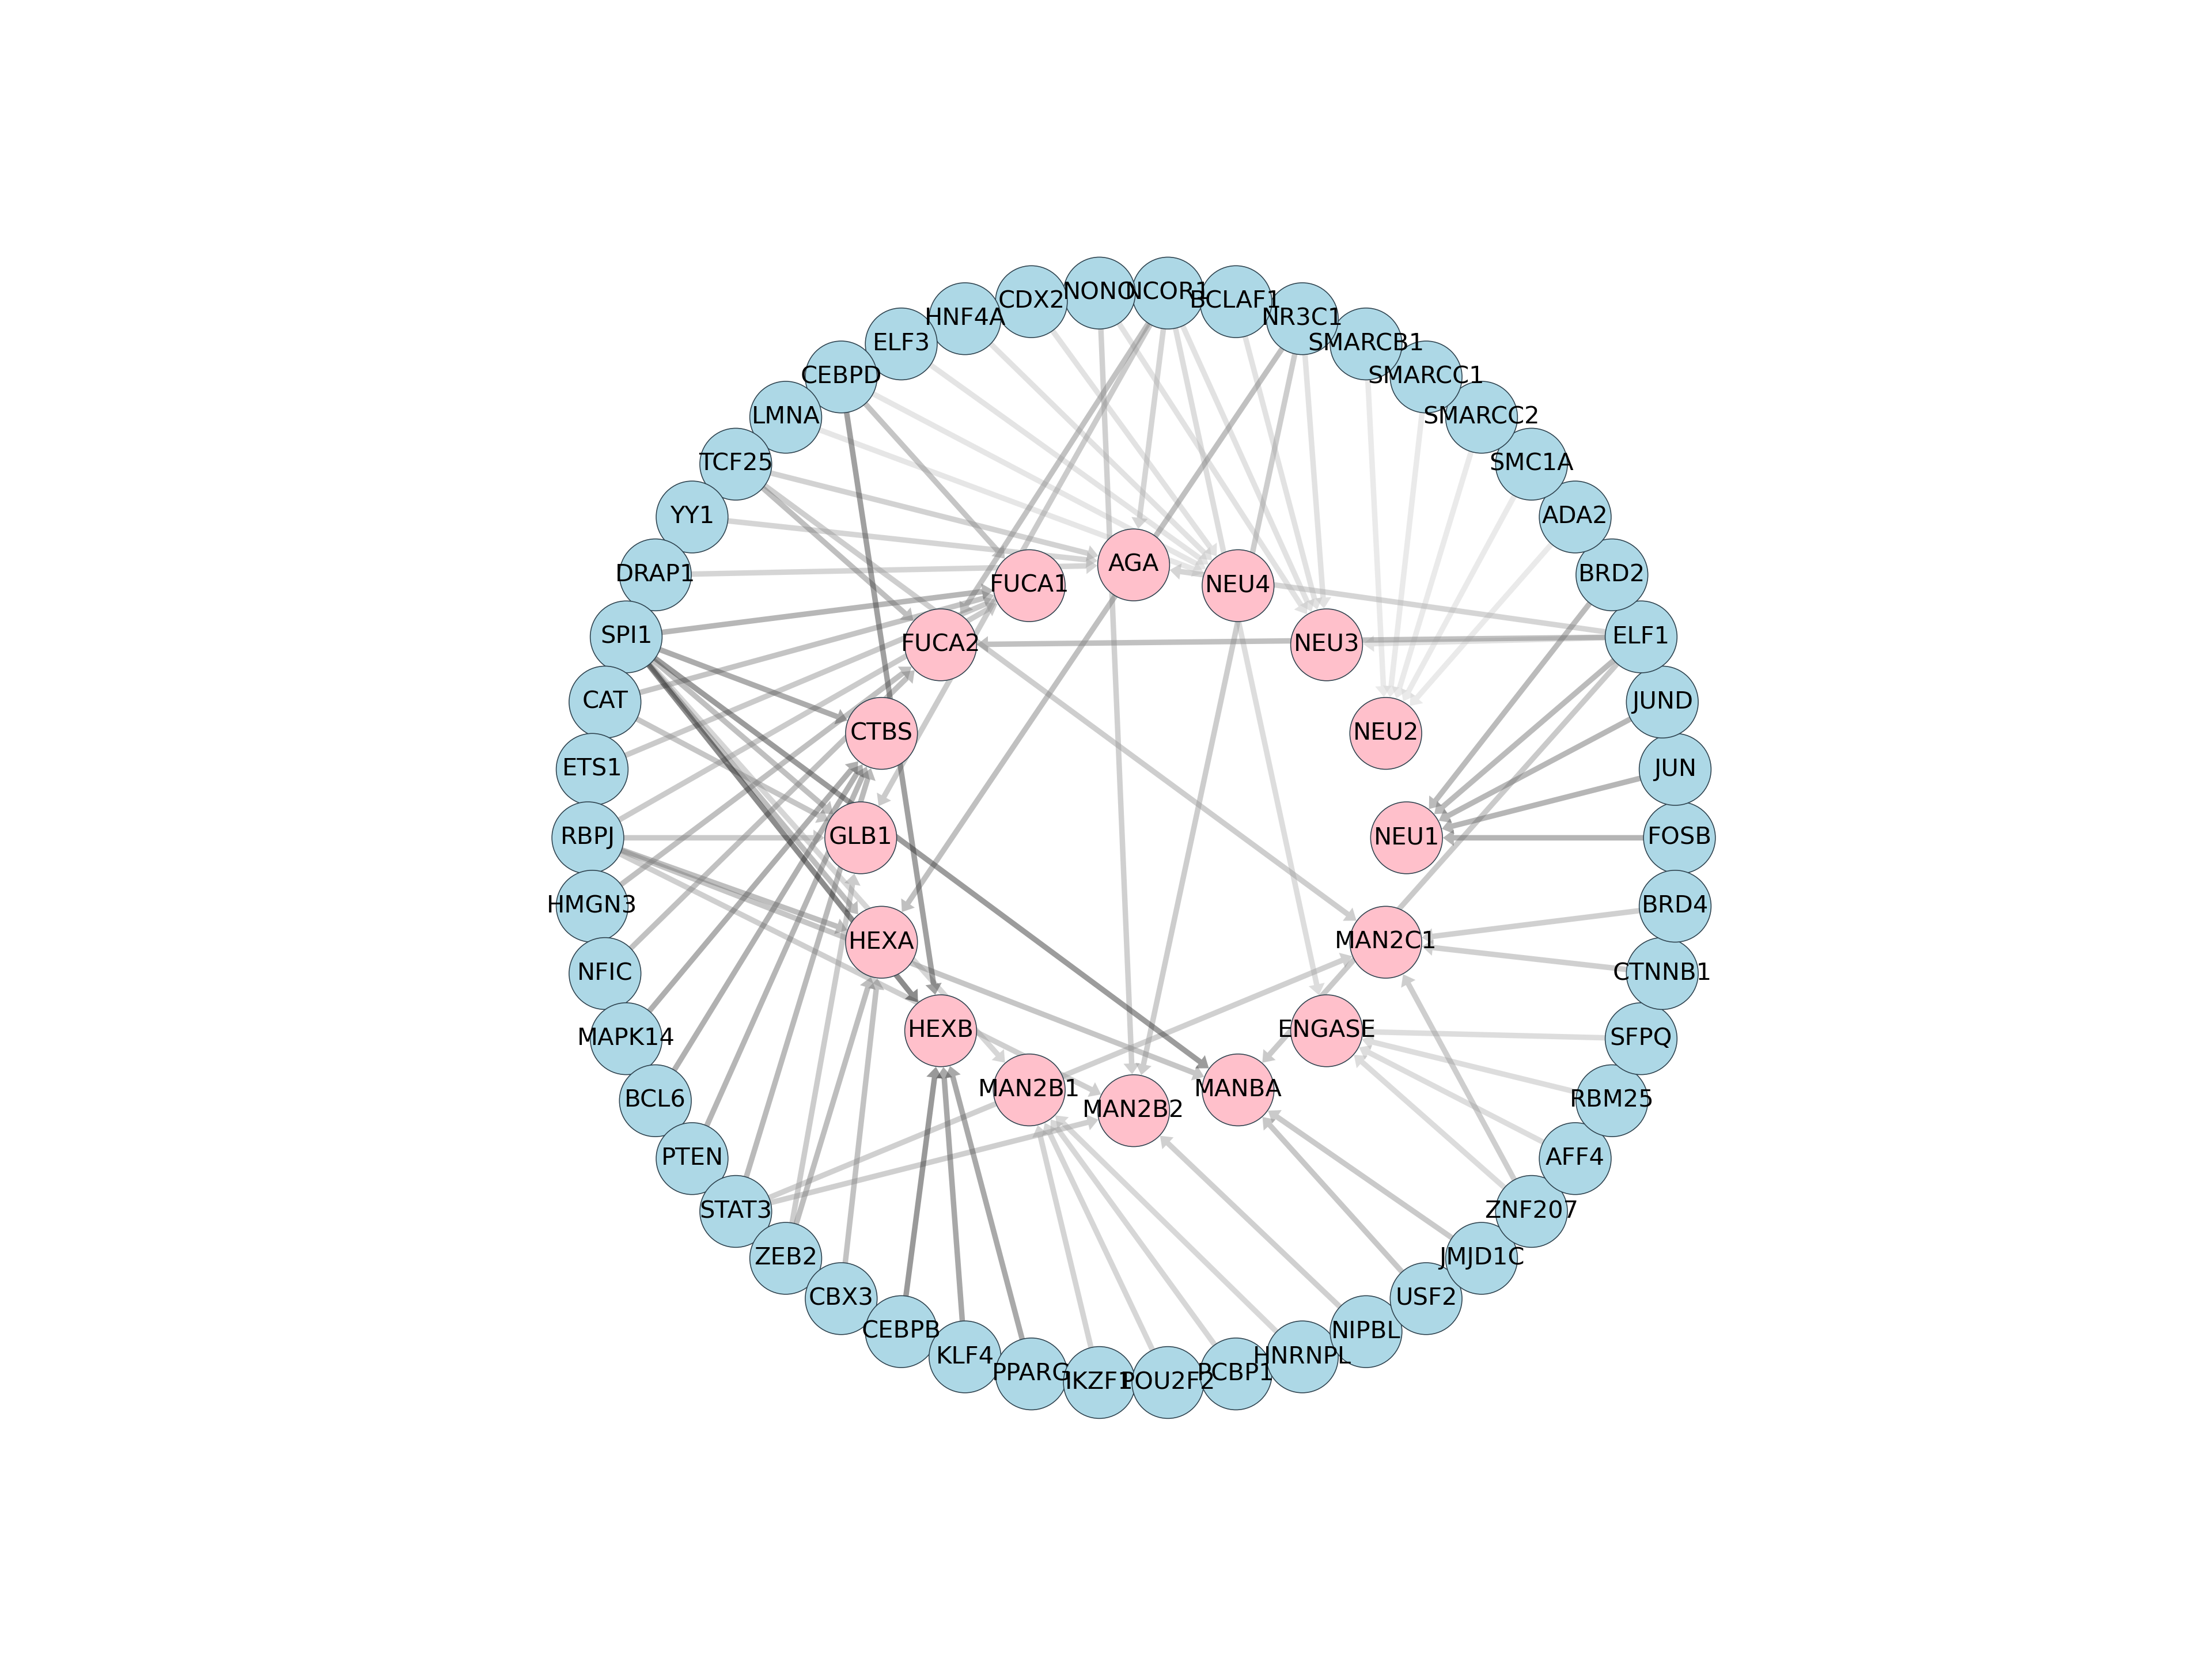 NONO
NCOR1
CDX2
BCLAF1
HNF4A
NR3C1
ELF3
SMARCB1
CEBPD
SMARCC1
LMNA
SMARCC2
TCF25
SMC1A
YY1
ADA2
DRAP1
BRD2
SPI1
ELF1
CAT
JUND
ETS1
JUN
RBPJ
FOSB
HMGN3
BRD4
NFIC
CTNNB1
MAPK14
SFPQ
BCL6
RBM25
PTEN
AFF4
STAT3
ZNF207
ZEB2
JMJD1C
CBX3
USF2
CEBPB
NIPBL
KLF4
HNRNPL
PPARG
PCBP1
IKZF1
POU2F2
AGA
FUCA1
NEU4
FUCA2
NEU3
CTBS
NEU2
GLB1
NEU1
HEXA
MAN2C1
HEXB
ENGASE
MAN2B1
MANBA
MAN2B2